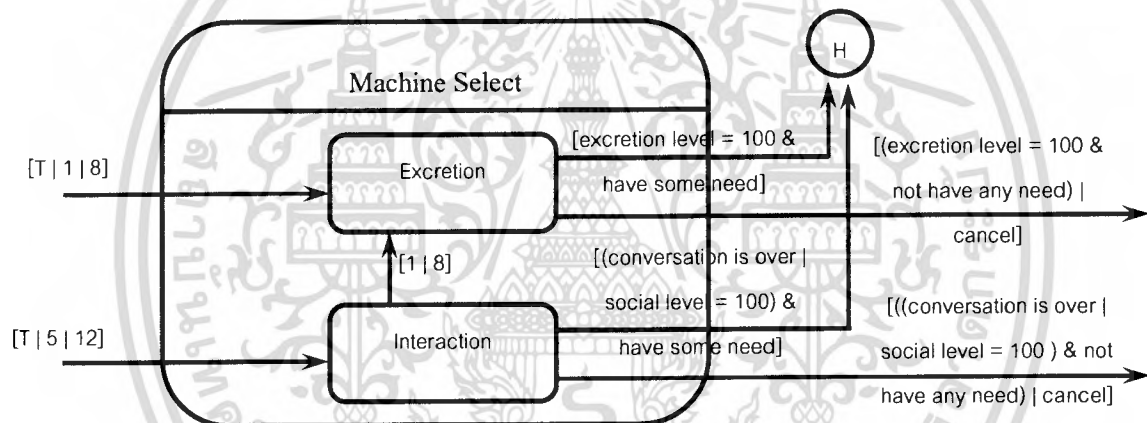 H
Machine Select
[T | 1 | 8]
Excretion
[excretion level = 100 &
have some need]
[(excretion level = 100 &
not have any need) |
cancel]
[1 | 8]
[(conversation is over |
social level = 100) &
have some need]
[T | 5 | 12]
Interaction
[((conversation is over |
social level = 100 ) & not
have any need) | cancel]